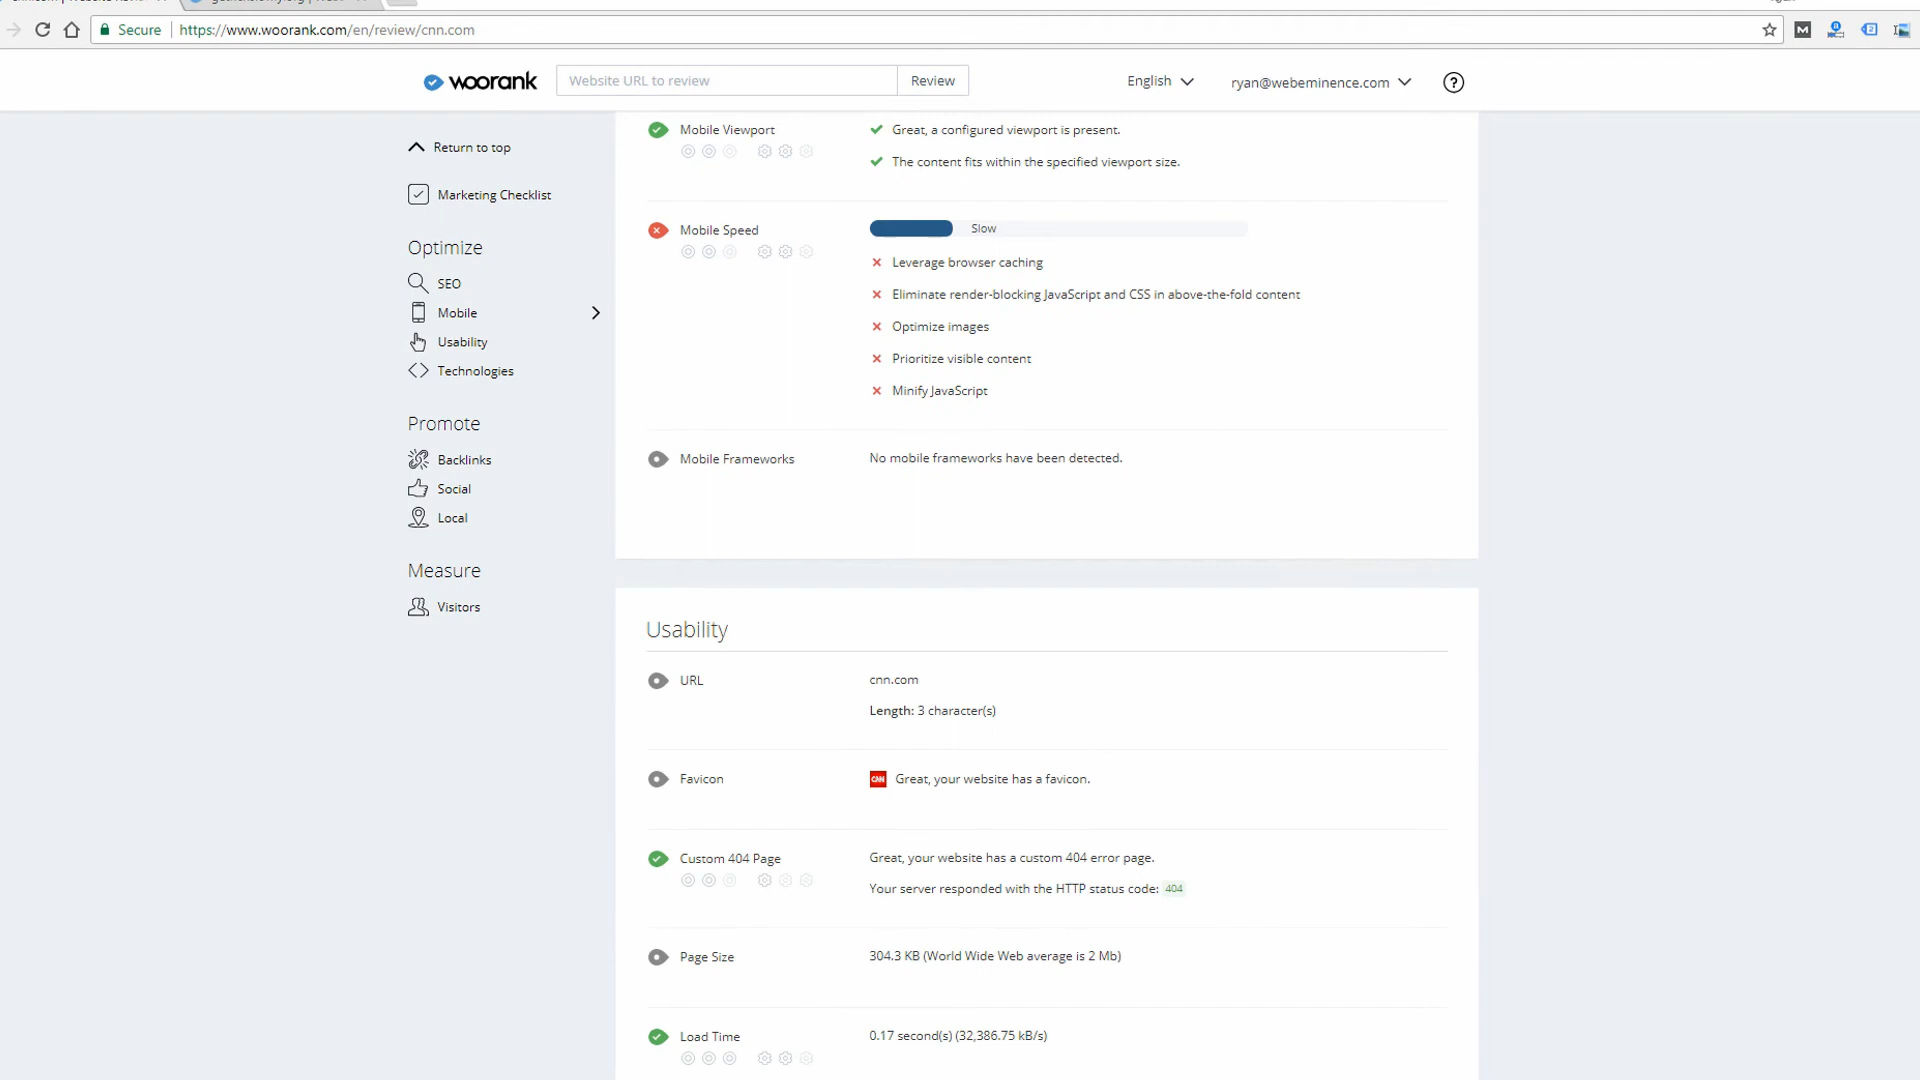 Secure
https://www.woorank.com/en/review/cnn.com
woorank
Website URL to review
Review
English
ryan@webeminence.com
?
Return to top
Marketing Checklist
Optimize
SEO
Mobile
Usability
Technologies
Promote
Backlinks
Social
Local
Measure
Visitors
Mobile Viewport
Great, a configured viewport is present.
The content fits within the specified viewport size.
Mobile Speed
Slow
Leverage browser caching
Eliminate render-blocking JavaScript and CSS in above-the-fold content
Optimize images
Prioritize visible content
Minify JavaScript
Mobile Frameworks
No mobile frameworks have been detected.
Usability
URL
cnn.com
Length: 3 character(s)
Favicon
CNN
Great, your website has a favicon.
Custom 404 Page
Great, your website has a custom 404 error page.
Your server responded with the HTTP status code: 404
Page Size
304.3 KB (World Wide Web average is 2 Mb)
Load Time
0.17 second(s) (32,386.75 kB/s)